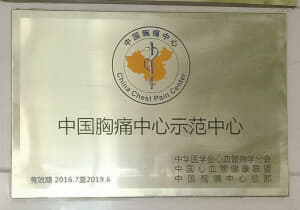 中国胸痛中心
China Chest Pain Center
中国胸痛中心示范中心
中华医学会心血管病学分会
中国心血管健康联盟
中国胸痛中心总部
有效期 2016.7至2019.6